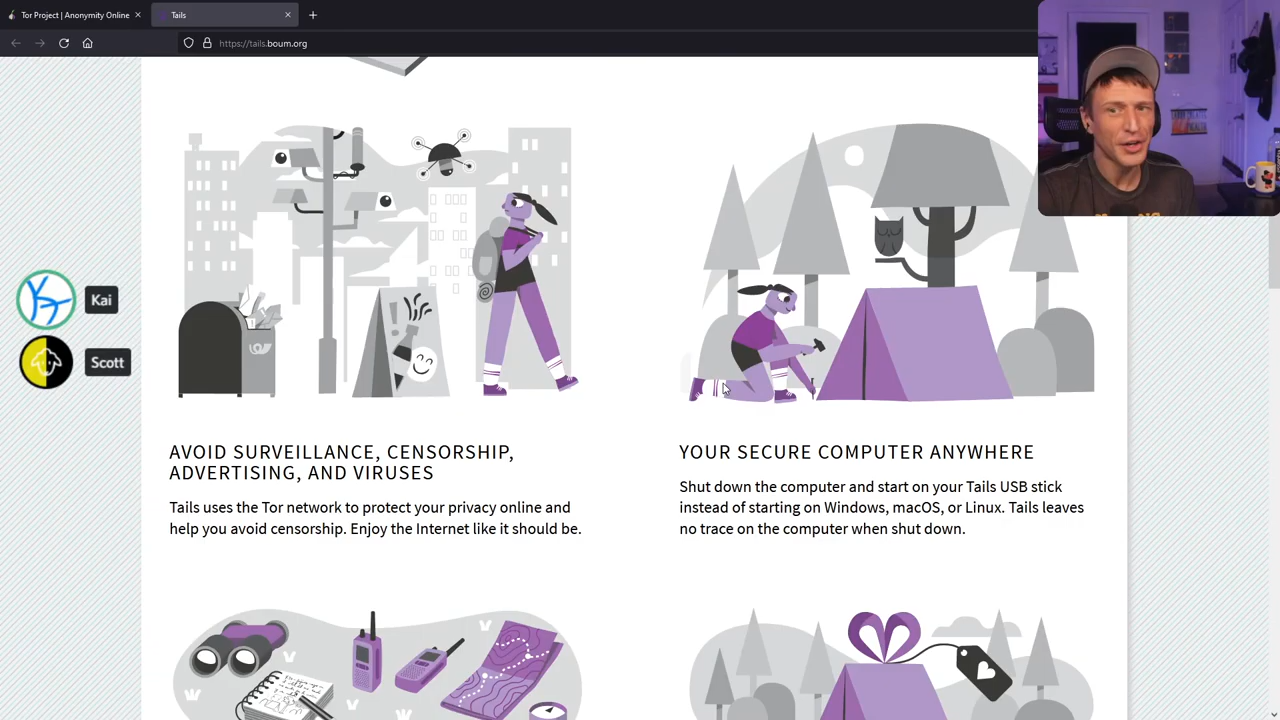 Tor Project | Anonymity Online
Tails
https://tails.boum.org
Kai
Scott
AVOID SURVEILLANCE, CENSORSHIP,
ADVERTISING, AND VIRUSES
Tails uses the Tor network to protect your privacy online and
help you avoid censorship. Enjoy the Internet like it should be.
YOUR SECURE COMPUTER ANYWHERE
Shut down the computer and start on your Tails USB stick
instead of starting on Windows, macOS, or Linux. Tails leaves
no trace on the computer when shut down.